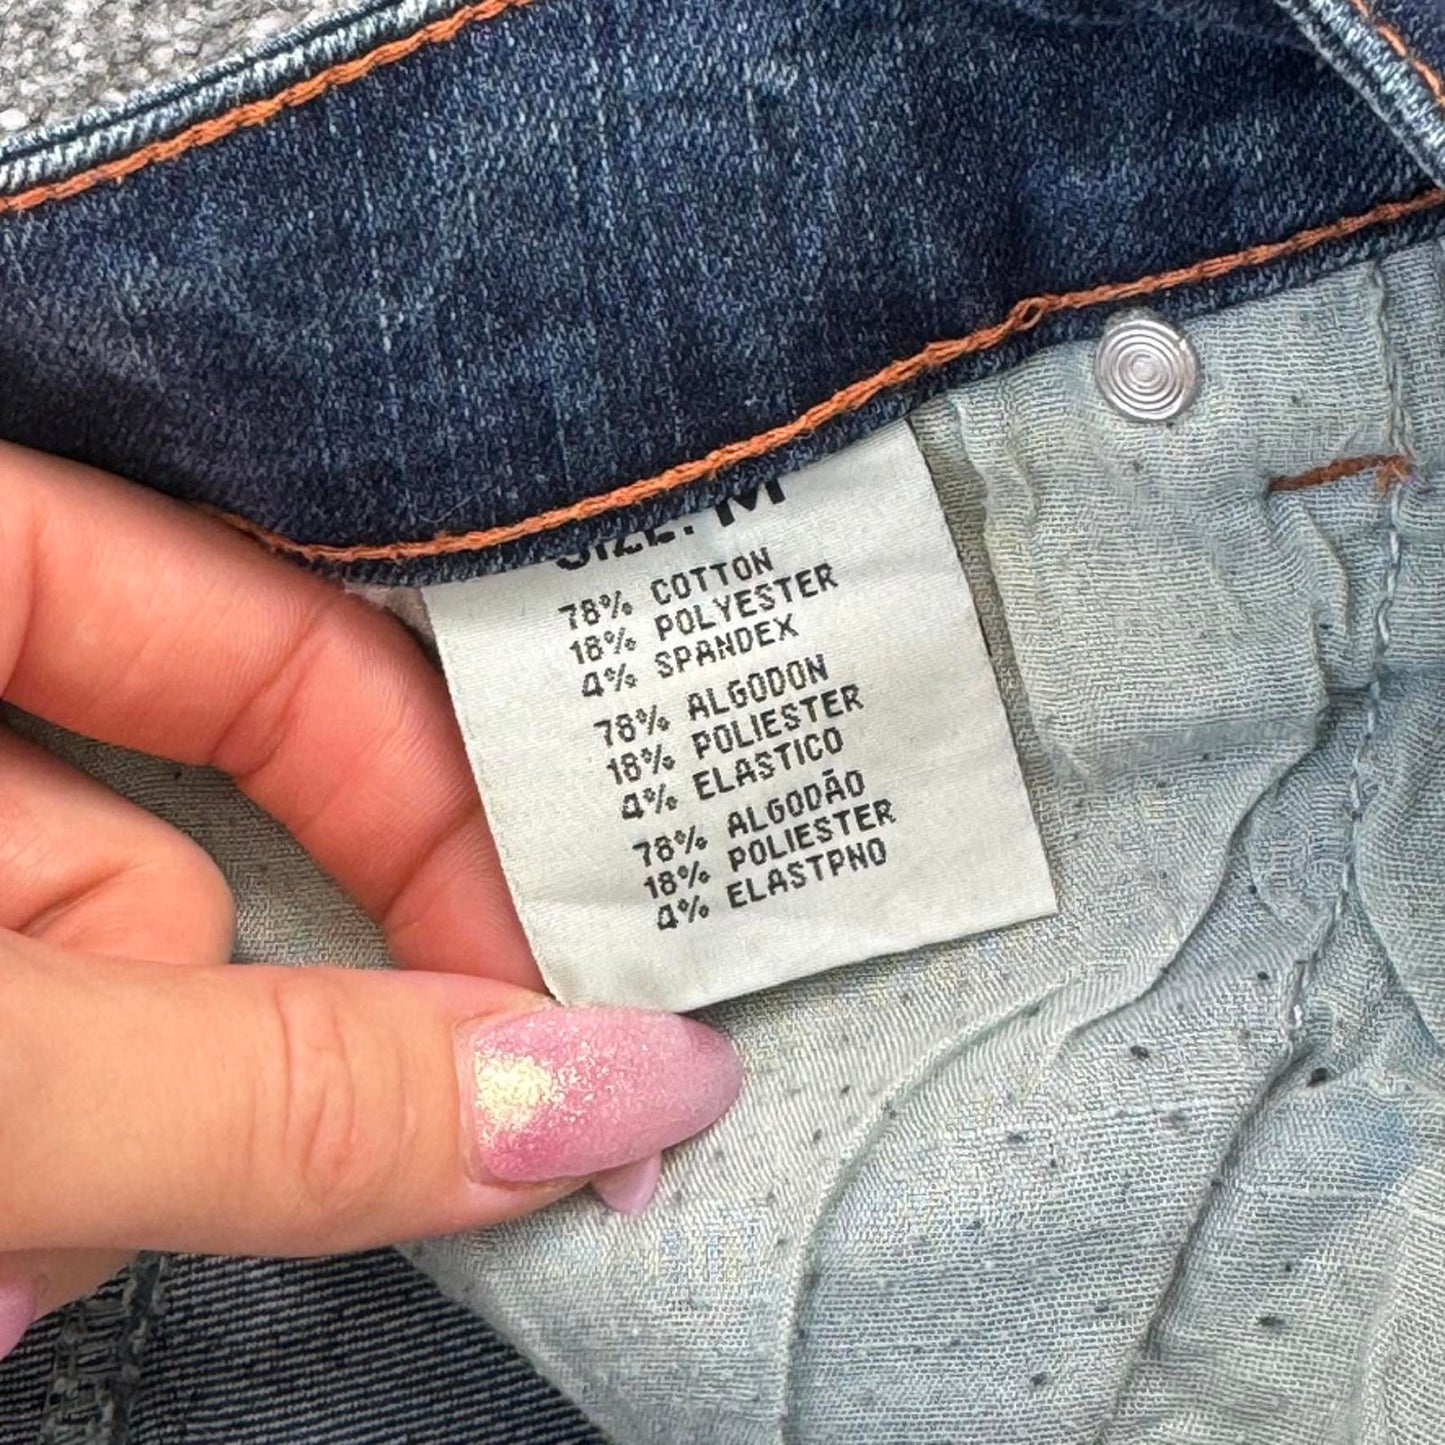 SIZE: M
78% COTTON
18% POLYESTER
4% SPANDEX
78% ALGODON
18% POLIESTER
4% ELASTICO
78% ALGODÃO
18% POLIESTER
4% ELASTPNO